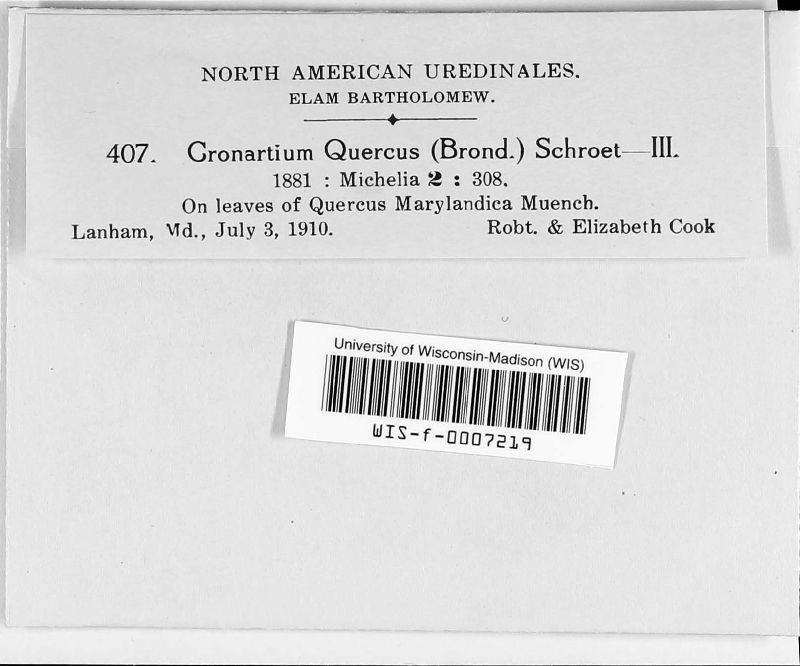 NORTH AMERICAN UREDINALES.
ELAM BARTHOLOMEW.
407. Cronartium Quercus (Brond.) Schroet—III.
1881 : Michelia 2 : 308.
On leaves of Quercus Marylandica Muench.
Lanham, Md., July 3, 1910. Robt. & Elizabeth Cook
University of Wisconsin-Madison (WIS)
WIS-f-0007219